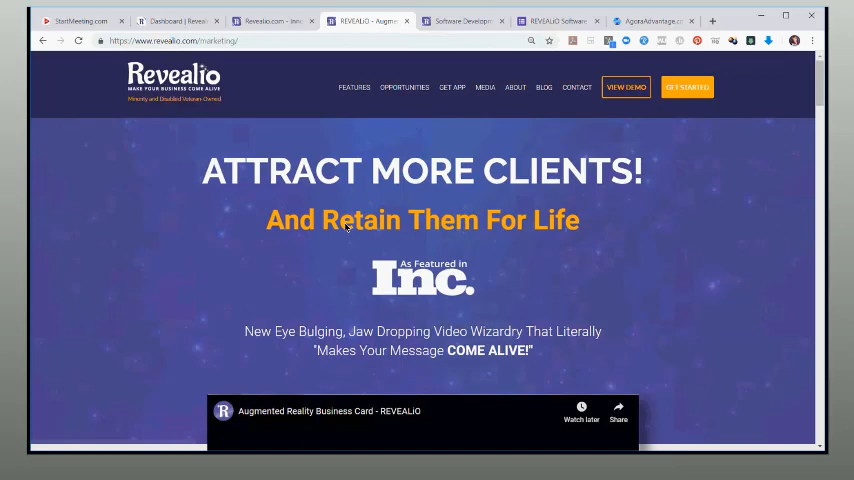 StartMeeting.com
Dashboard | Reveal
Revealio.com - Inno
REVEALiO - Augme
Software Developm
REVEALiO Software
AgoraAdvantage.c
https://www.revealio.com/marketing/
Revealio
MAKE YOUR BUSINESS COME ALIVE
Minority and Disabled Veteran-Owned
FEATURES
OPPORTUNITIES
GET APP
MEDIA
ABOUT
BLOG
CONTACT
VIEW DEMO
GET STARTED
ATTRACT MORE CLIENTS!
And Retain Them For Life
As Featured in
Inc.
New Eye Bulging, Jaw Dropping Video Wizardry That Literally
"Makes Your Message COME ALIVE!"
Augmented Reality Business Card - REVEALiO
Watch later
Share